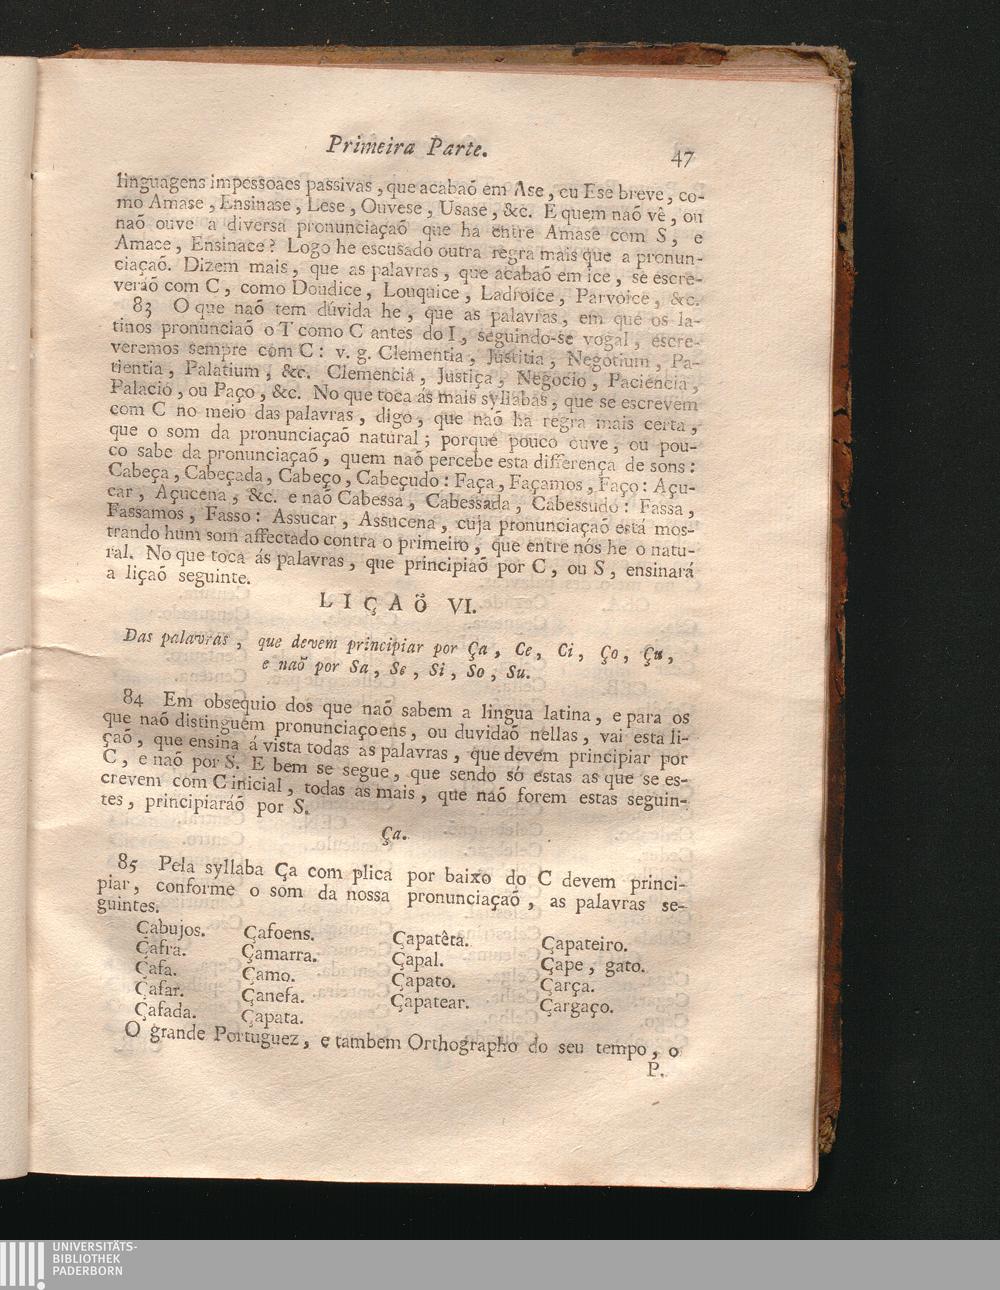 Primeira Parte. 47
linguagens impessoaes passivas, que acabaõ em Ase, ou Ese breve, co-
mo Amase, Ensinase, Lese, Ouvese, Usase, &c. E quem naõ vê, ou
naõ ouve a diversa pronunciaçaõ que ha entre Amase com S, e
Amace, Ensinace? Logo he escusado outra regra mais que a pronun-
ciaçaõ. Dizem mais, que as palavras, que acabaõ em ice, se escre-
veráõ com C, como Doudice, Louquice, Ladroice, Parvoice, &c.
83 O que naõ tem dúvida he, que as palavras, em que os la-
tinos pronunciaõ o T como C antes do I, seguindo-se vogal, escre-
veremos sempre com C: v. g. Clementia, Justitia, Negotium, Pa-
tientia, Palatium, &c. Clemencia, Justiça, Negocio, Paciencia,
Palacio, ou Paço, &c. No que toca ás mais syllabas, que se escrevem
com C no meio das palavras, digo, que naõ ha regra mais certa,
que o som da pronunciaçaõ natural; porque pouco ouve, ou pou-
co sabe da pronunciaçaõ, quem naõ percebe esta differença de sons:
Cabeça, Cabeçada, Cabeço, Cabeçudo: Faça, Façamos, Faço: Açu-
car, Açucena, &c. e naõ Cabessa, Cabessada, Cabessudo: Fassa,
Fassamos, Fasso: Assucar, Assucena, cuja pronunciaçaõ está mos-
trando hum som affectado contra o primeiro, que entre nós he o natu-
ral. No que toca ás palavras, que principiaõ por C, ou S, ensinará
a liçaõ seguinte.
LIÇAÕ VI.
Das palavras, que devem principiar por Ça, Ce, Ci, Ço, Çu,
e naõ por Sa, Se, Si, So, Su.
84 Em obsequio dos que naõ sabem a lingua latina, e para os
que naõ distinguem pronunciaçoens, ou duvidaõ nellas, vai esta li-
çaõ, que ensina á vista todas as palavras, que devem principiar por
C, e naõ por S. E bem se segue, que sendo só estas as que se es-
crevem com C inicial, todas as mais, que naõ forem estas seguin-
tes, principiaráõ por S.
Ça.
85 Pela syllaba Ça com plica por baixo do C devem princi-
piar, conforme o som da nossa pronunciaçaõ, as palavras se-
guintes.
Çabujos. Çafoens. Çapatêta. Çapateiro.
Çafra. Çamarra. Çapal. Çape, gato.
Çafa. Çamo. Çapato. Çarça.
Çafar. Çanefa. Çapatear. Çargaço.
Çafada. Çapata.
O grande Portuguez, e tambem Orthographo do seu tempo, o
P.
UNIVERSITÄTS-
BIBLIOTHEK
PADERBORN